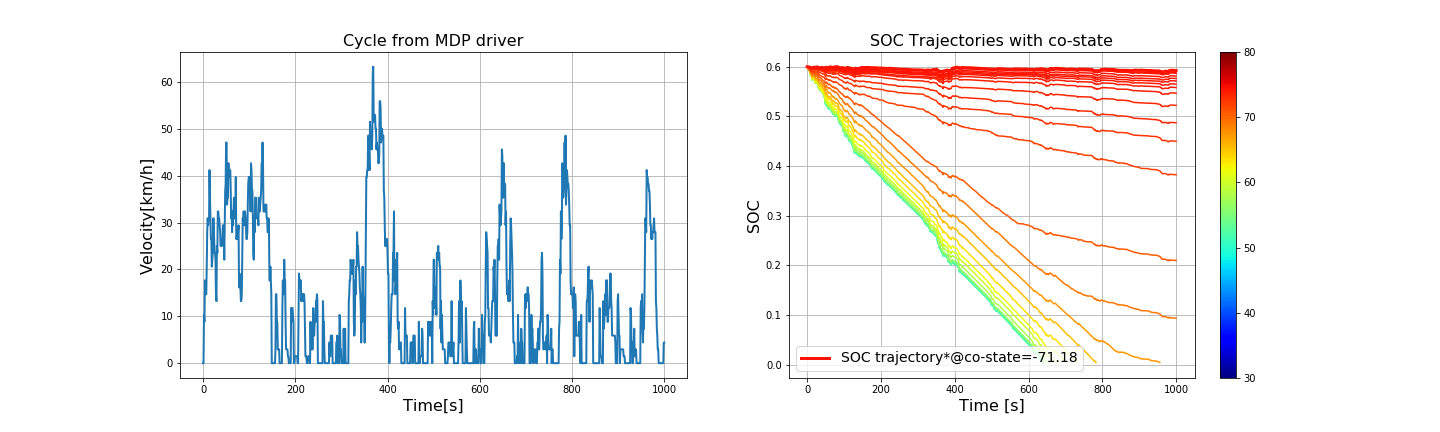 Cycle from MDP driver
Velocity[km/h]
60
50
40
30
20
10
0
0 200 400 600 800 1000
Time[s]
SOC Trajectories with co-state
SOC
0.6
0.5
0.4
0.3
0.2
0.1
0.0
SOC trajectory*@co-state=-71.18
0 200 400 600 800 1000
Time [s]
80
70
60
50
40
30